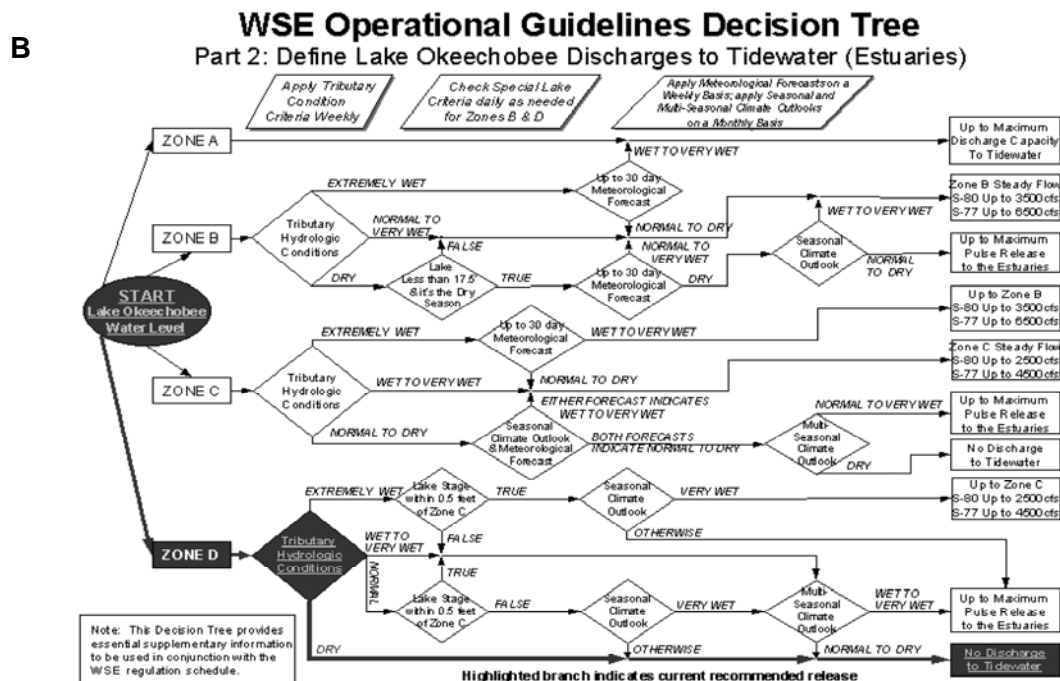 B
WSE Operational Guidelines Decision Tree
Part 2: Define Lake Okeechobee Discharges to Tidewater (Estuaries)
Apply Tributary
Condition
Criteria Weekly
Check Special Lake
Criteria daily as needed
for Zones B & D
Apply Meteorological Forecasts on a
Weekly Basis; apply Seasonal and
Multi-Seasonal Climate Outlooks
on a Monthly Basis
ZONE A
WET TO VERY WET
Up to Maximum
Discharge Capacity
To Tidewater
EXTREMELY WET
Up to 30 day
Meteorological
Forecast
Zone B Steady Flow
S-80 Up to 3500cfs
S-77 Up to 6500cfs
ZONE B
Tributary
Hydrologic
Conditions
NORMAL TO
VERY WET
FALSE
NORMAL TO DRY
NORMAL TO
VERY WET
WET TO VERY WET
Seasonal
Climate
Outlook
NORMAL
TO DRY
Up to Maximum
Pulse Release
to the Estuaries
DRY
Lake
Less than 17.5'
& it's the Dry
Season
TRUE
Up to 30 day
Meteorological
Forecast
DRY
START
Lake Okeechobee
Water Level
EXTREMELY WET
Up to 30 day
Meteorological
Forecast
WET TO VERY WET
Up to Zone B
S-80 Up to 3500cfs
S-77 Up to 6500cfs
ZONE C
Tributary
Hydrologic
Conditions
WET TO VERY WET
NORMAL TO DRY
Zone C Steady Flow
S-80 Up to 2500cfs
S-77 Up to 4500cfs
EITHER FORECAST INDICATES
WET TO VERY WET
NORMAL TO DRY
Seasonal
Climate Outlook
& Meteorological
Forecast
BOTH FORECASTS
INDICATE NORMAL TO DRY
Multi-
Seasonal
Climate
Outlook
NORMAL TO VERY WET
Up to Maximum
Pulse Release
to the Estuaries
DRY
No Discharge
to Tidewater
EXTREMELY WET
Lake Stage
within 0.5 feet
of Zone C
TRUE
Seasonal
Climate
Outlook
VERY WET
Up to Zone C
S-80 Up to 2500cfs
S-77 Up to 4500cfs
OTHERWISE
ZONE D
Tributary
Hydrologic
Conditions
WET TO
VERY WET
FALSE
NORMAL
TRUE
Lake Stage
within 0.5 feet
of Zone C
FALSE
Seasonal
Climate
Outlook
VERY WET
Multi-
Seasonal
Climate
Outlook
WET TO
VERY WET
Up to Maximum
Pulse Release
to the Estuaries
DRY
OTHERWISE
NORMAL TO DRY
No Discharge
to Tidewater
Note: This Decision Tree provides
essential supplementary information
to be used in conjunction with the
WSE regulation schedule.
Highlighted branch indicates current recommended release